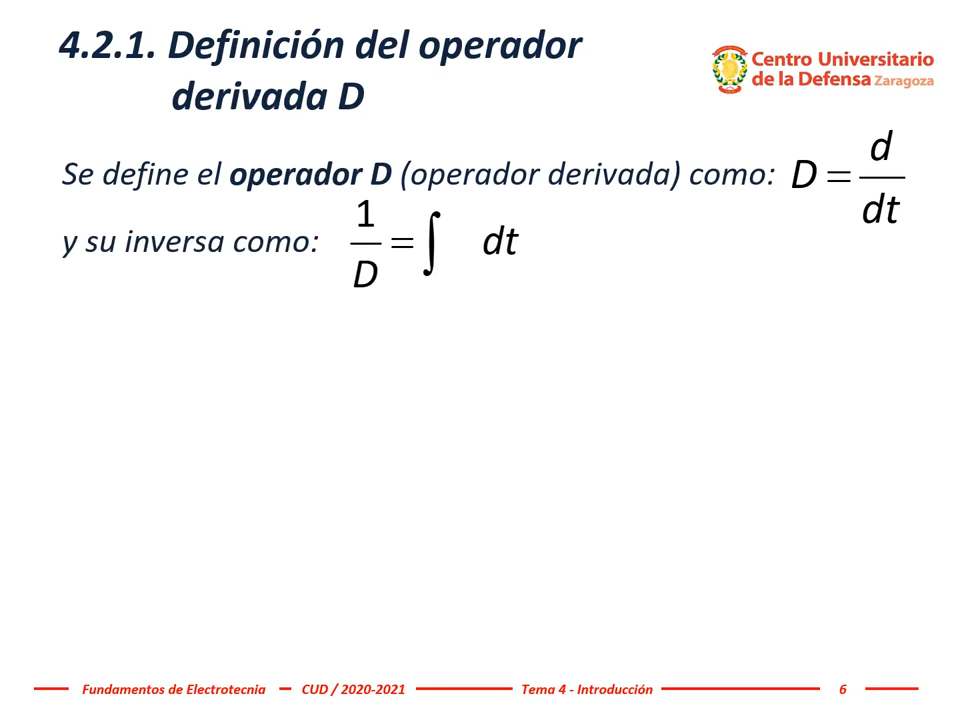 4.2.1. Definición del operador
derivada D
Centro Universitario
de la Defensa Zaragoza
Se define el operador D (operador derivada) como: D = d/dt
y su inversa como: 1/D = ∫ dt
Fundamentos de Electrotecnia CUD / 2020-2021 Tema 4 - Introducción 6